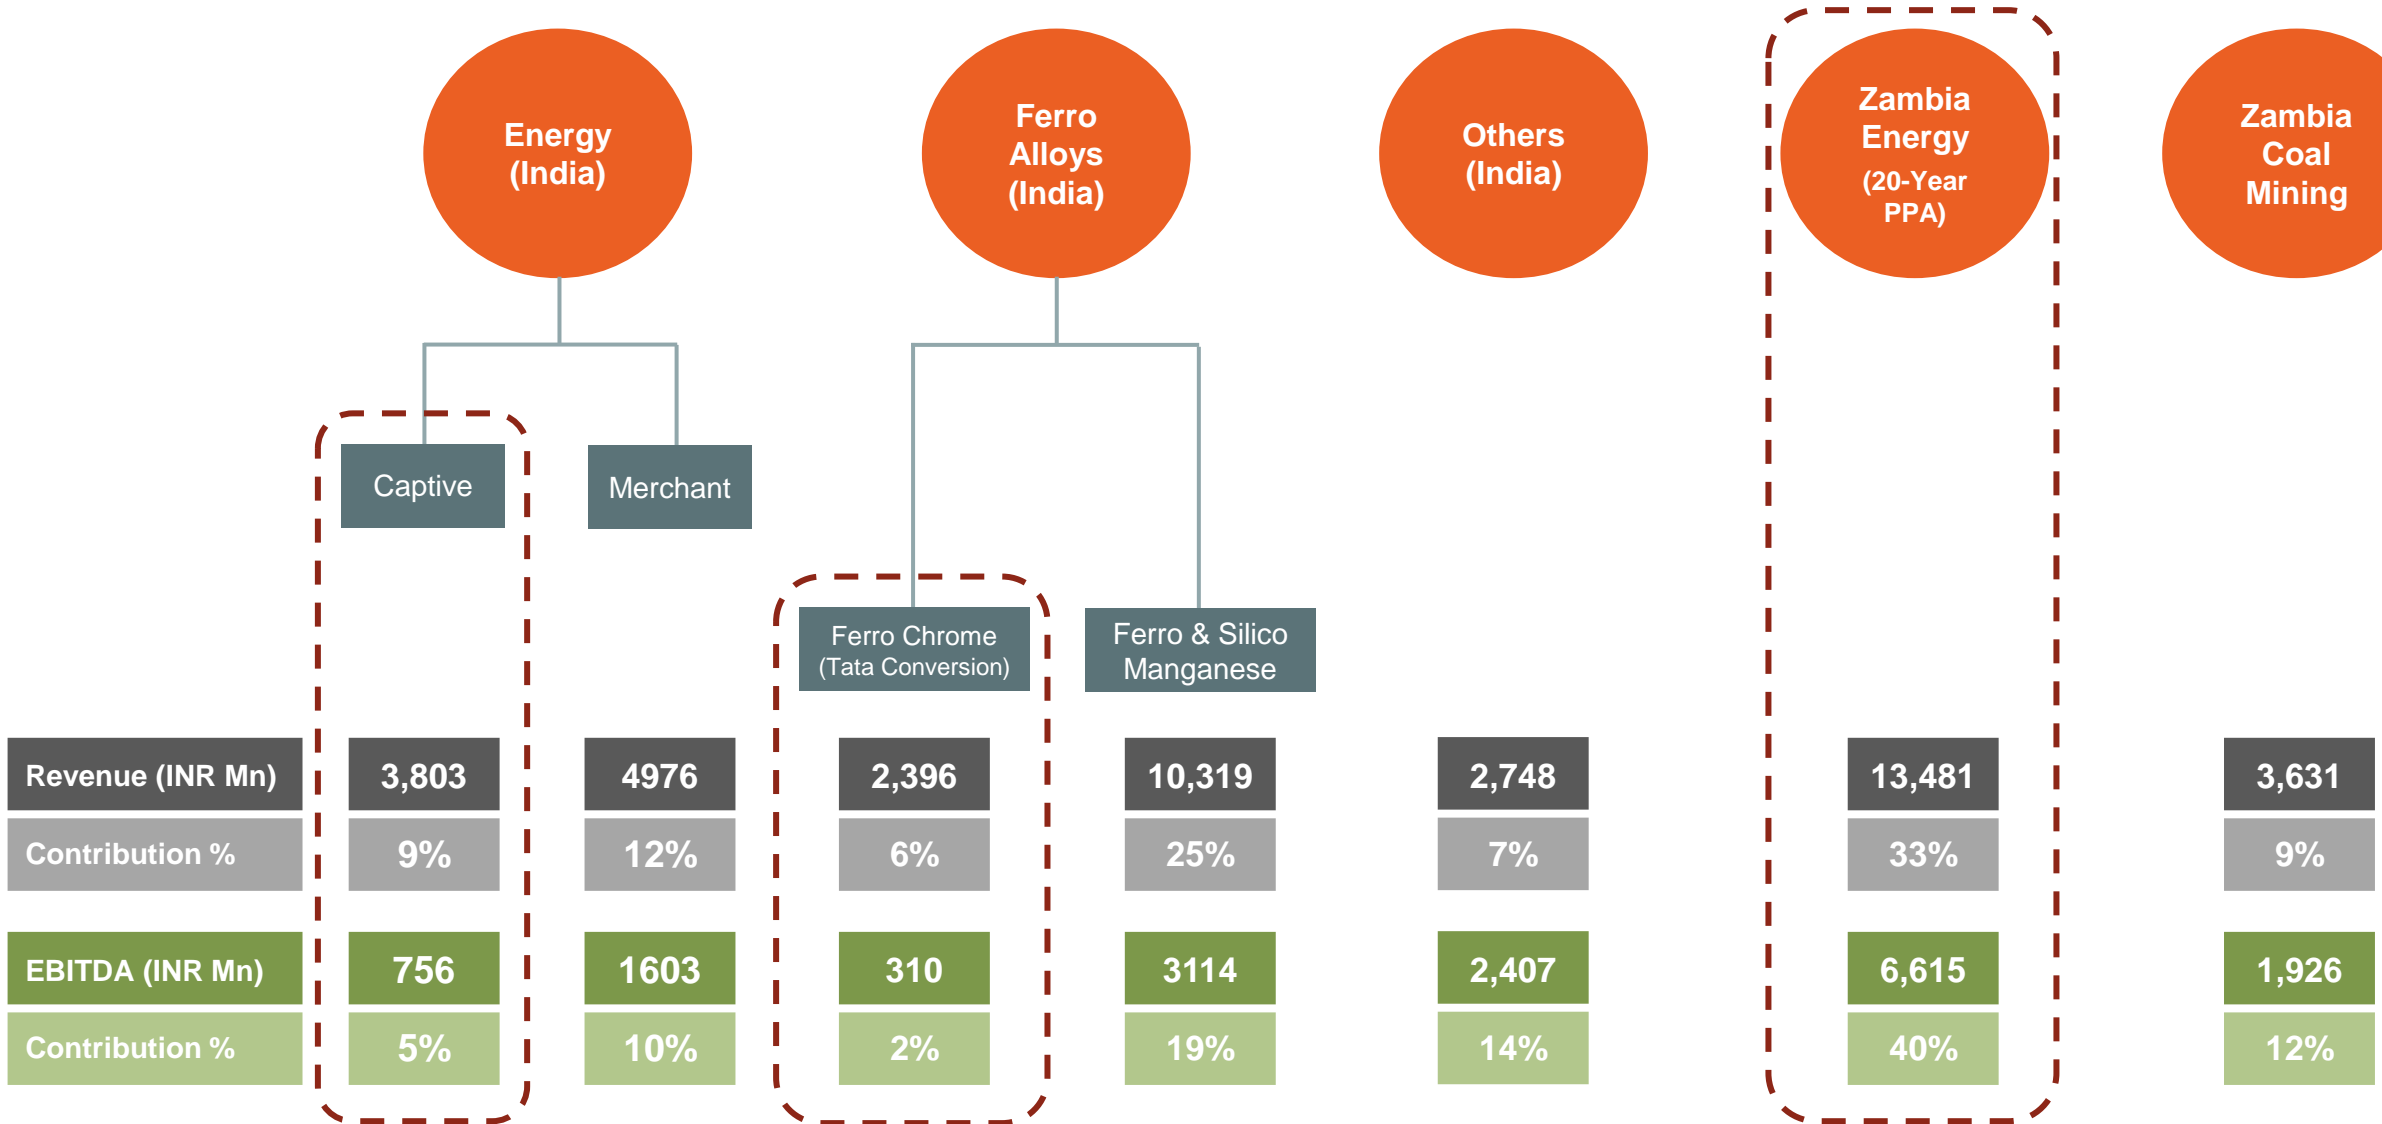 Energy
(India)
Ferro
Alloys
(India)
Others
(India)
Zambia
Energy
(20-Year
PPA)
Zambia
Coal
Mining
Captive
Merchant
Ferro Chrome
(Tata Conversion)
Ferro & Silico
Manganese
Revenue (INR Mn) 3,803 4976 2,396 10,319 2,748 13,481 3,631
Contribution % 9% 12% 6% 25% 7% 33% 9%
EBITDA (INR Mn) 756 1603 310 3114 2,407 6,615 1,926
Contribution % 5% 10% 2% 19% 14% 40% 12%